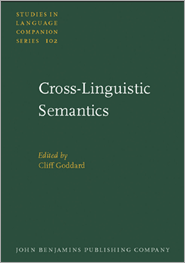 STUDIES IN
LANGUAGE
COMPANION
SERIES 102
Cross-Linguistic
Semantics
Edited by
Cliff Goddard
JOHN BENJAMINS PUBLISHING COMPANY